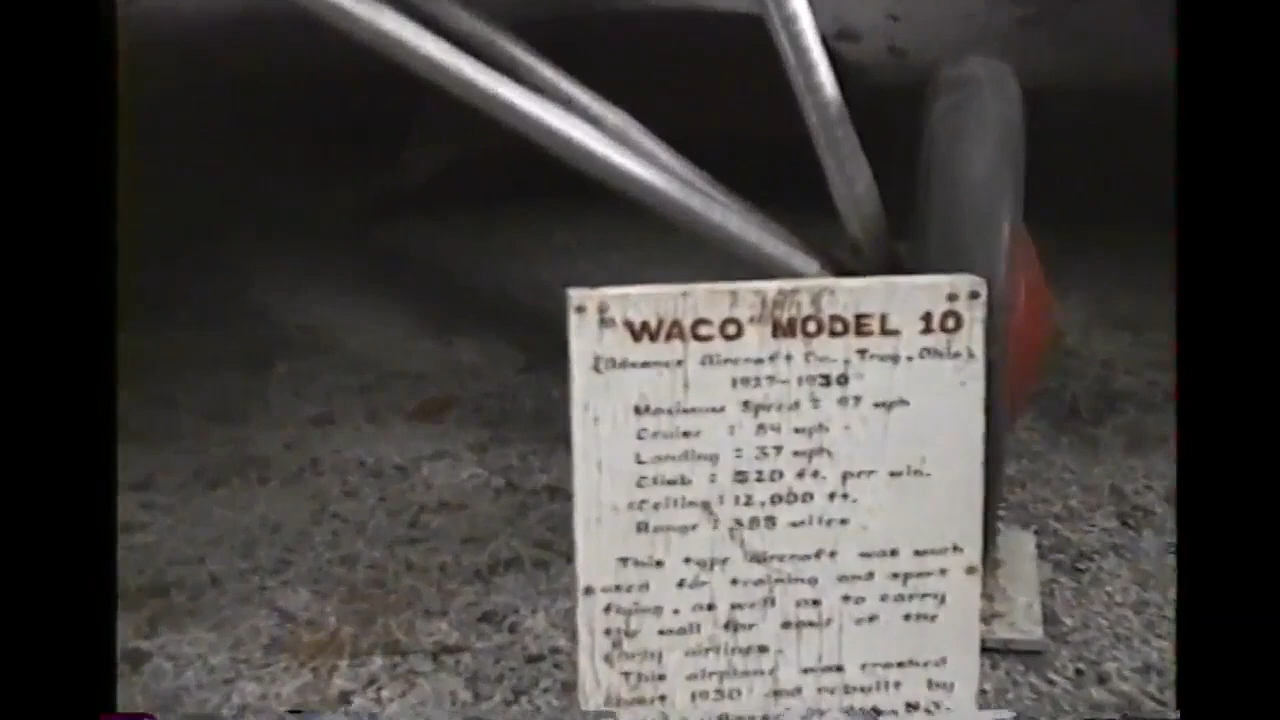 "WACO" MODEL 10
(Advance Aircraft Co., Troy, Ohio)
1927-1930
Maximum Speed : 97 mph
Cruise : 84 mph
Landing : 37 mph
Climb : 520 ft. per min.
Ceiling : 12,000 ft.
Range : 385 miles
This type aircraft was much
used for training and sport
flying, as well as to carry
the mail for some of the
early airlines.
This airplane was crashed
about 1930 and rebuilt by
N.Y.